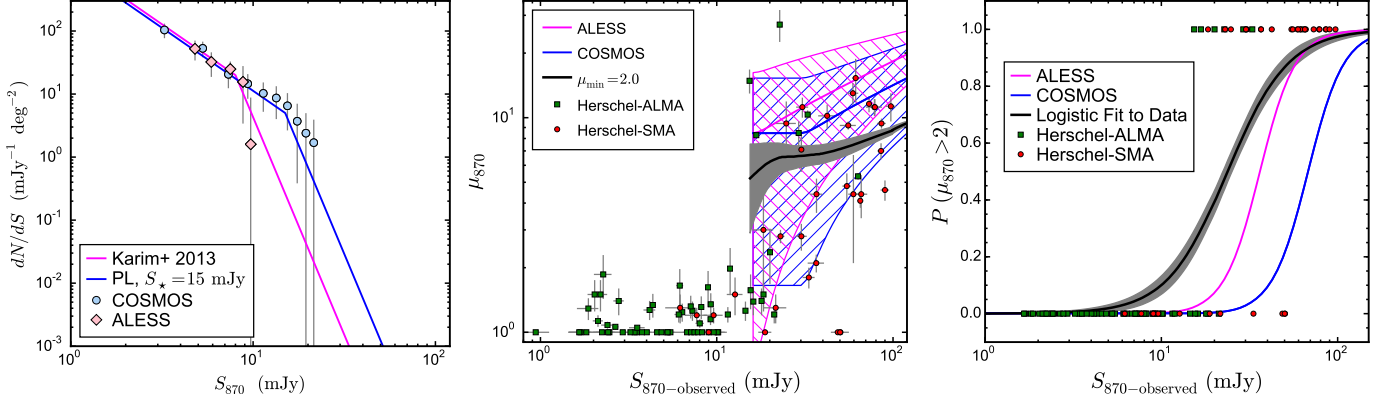 10³
10²
10¹
10⁰
10⁻¹
10⁻²
10⁻³
dN/dS (mJy⁻¹ deg⁻²)
Karim+ 2013
PL, S⋆ = 15 mJy
COSMOS
ALESS
10⁰ 10¹ 10²
S₈₇₀ (mJy)
10¹
10⁰
μ₈₇₀
ALESS
COSMOS
μmin = 2.0
Herschel-ALMA
Herschel-SMA
10⁰ 10¹ 10²
S₈₇₀₋observed (mJy)
1.0
0.8
0.6
0.4
0.2
0.0
P (μ₈₇₀ > 2)
ALESS
COSMOS
Logistic Fit to Data
Herschel-ALMA
Herschel-SMA
10⁰ 10¹ 10²
S₈₇₀₋observed (mJy)